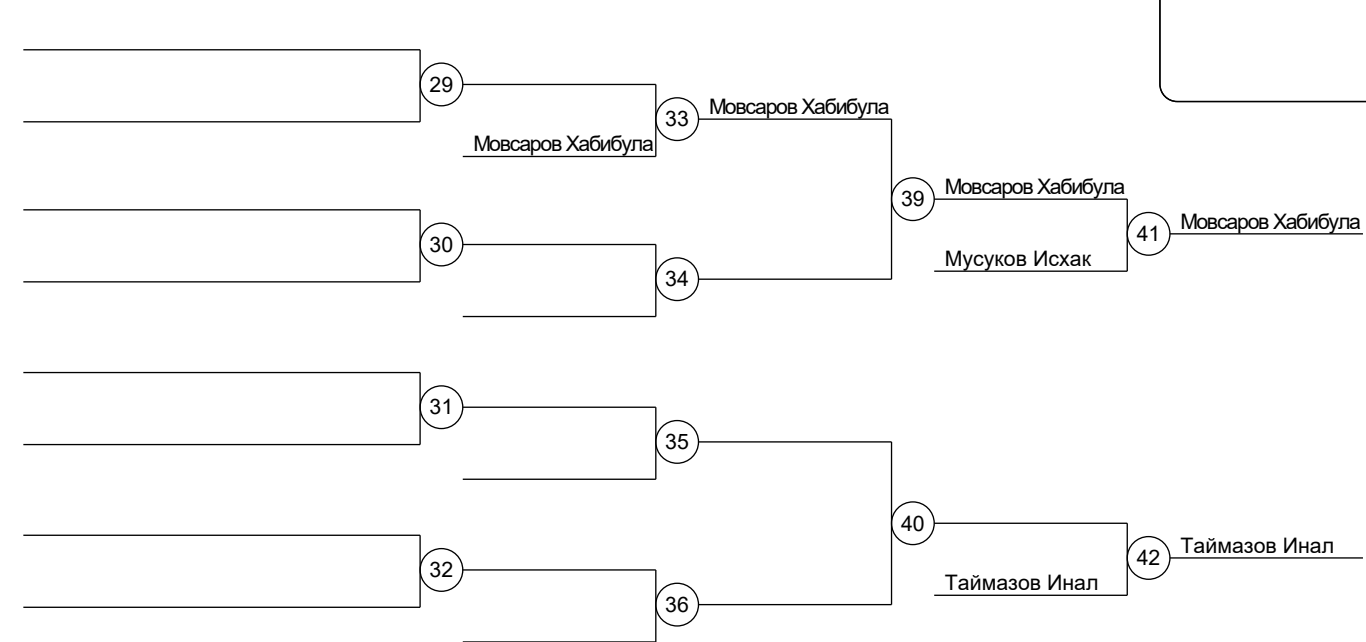 29
33 Мовсаров Хабибула
Мовсаров Хабибула
39 Мовсаров Хабибула
41 Мовсаров Хабибула
30
Мусуков Исхак
34
31
35
40
42 Таймазов Инал
32
Таймазов Инал
36